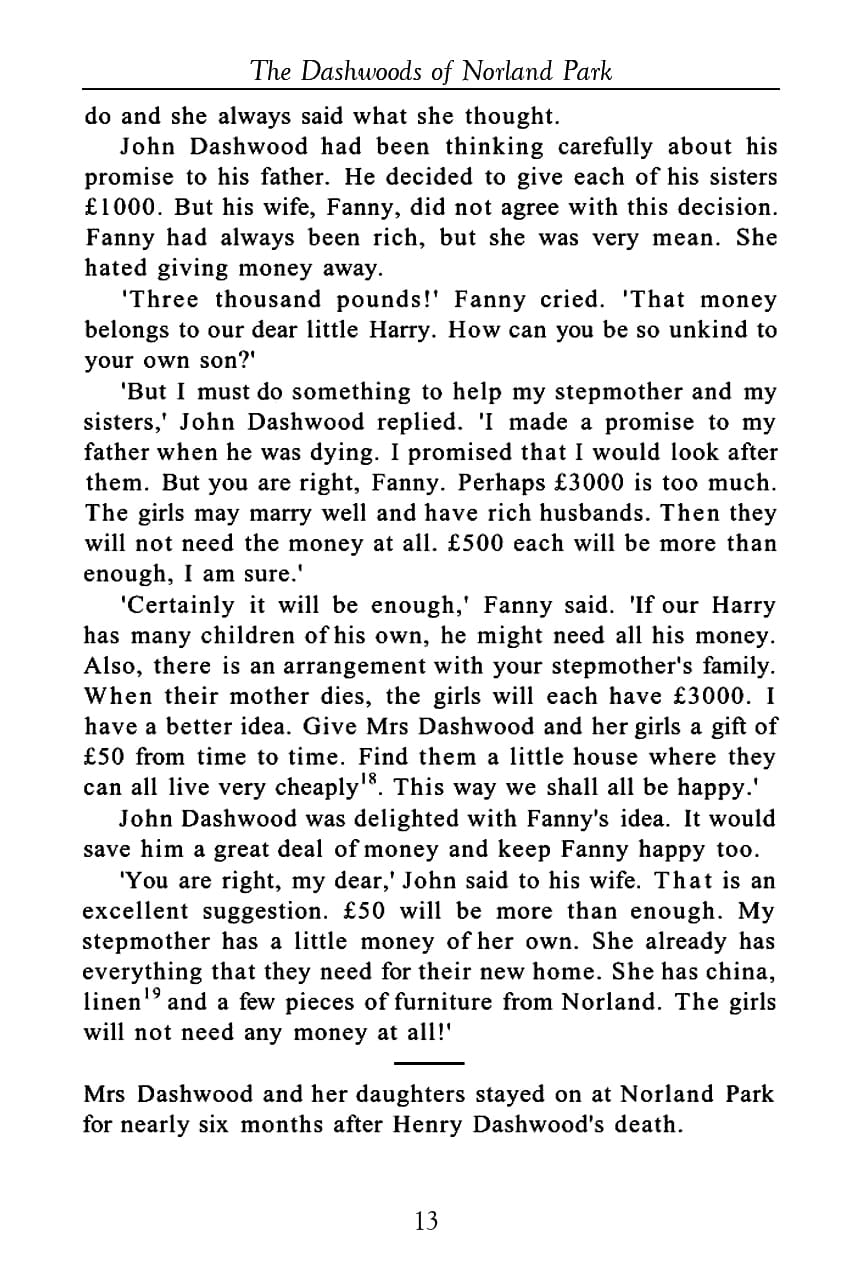 The Dashwoods of Norland Park
do and she always said what she thought.
John Dashwood had been thinking carefully about his
promise to his father. He decided to give each of his sisters
£1000. But his wife, Fanny, did not agree with this decision.
Fanny had always been rich, but she was very mean. She
hated giving money away.
'Three thousand pounds!' Fanny cried. 'That money
belongs to our dear little Harry. How can you be so unkind to
your own son?'
'But I must do something to help my stepmother and my
sisters,' John Dashwood replied. 'I made a promise to my
father when he was dying. I promised that I would look after
them. But you are right, Fanny. Perhaps £3000 is too much.
The girls may marry well and have rich husbands. Then they
will not need the money at all. £500 each will be more than
enough, I am sure.'
'Certainly it will be enough,' Fanny said. 'If our Harry
has many children of his own, he might need all his money.
Also, there is an arrangement with your stepmother's family.
When their mother dies, the girls will each have £3000. I
have a better idea. Give Mrs Dashwood and her girls a gift of
£50 from time to time. Find them a little house where they
can all live very cheaply18. This way we shall all be happy.'
John Dashwood was delighted with Fanny's idea. It would
save him a great deal of money and keep Fanny happy too.
'You are right, my dear,' John said to his wife. That is an
excellent suggestion. £50 will be more than enough. My
stepmother has a little money of her own. She already has
everything that they need for their new home. She has china,
linen19 and a few pieces of furniture from Norland. The girls
will not need any money at all!'
Mrs Dashwood and her daughters stayed on at Norland Park
for nearly six months after Henry Dashwood's death.
13